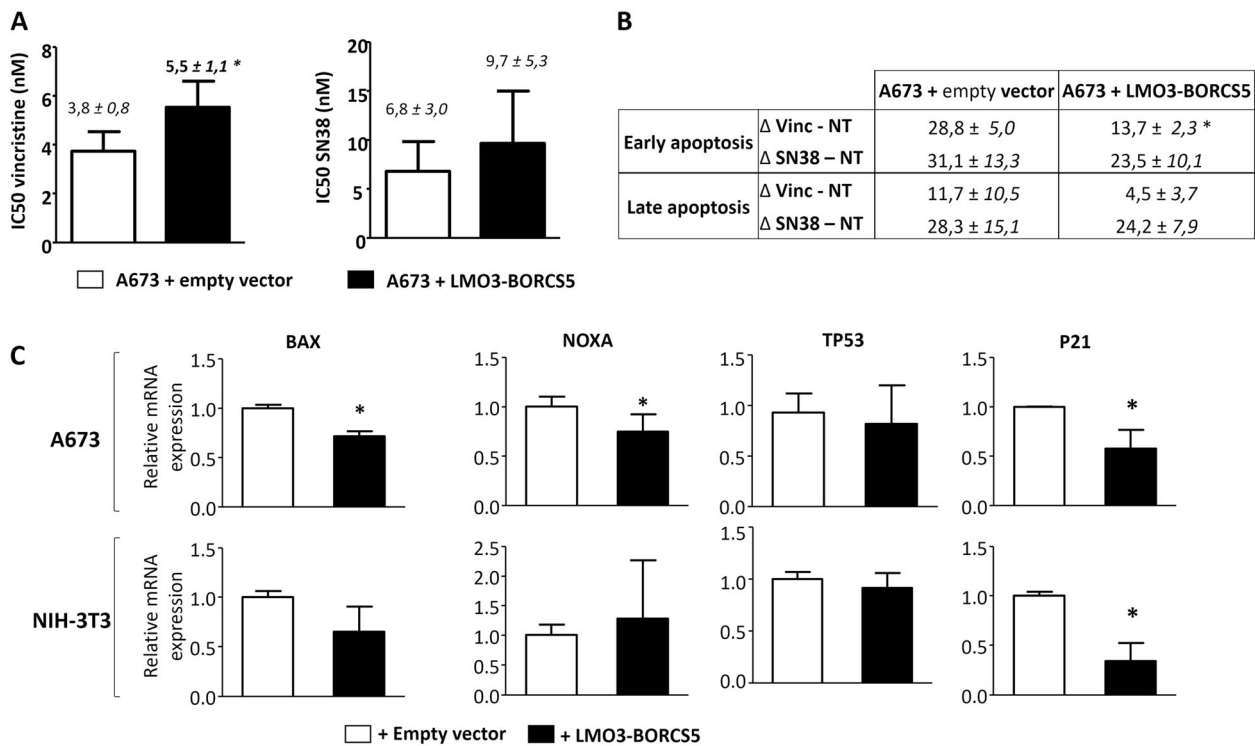 A
IC50 vincristine (nM)
8
6
4
2
0
3,8 ± 0,8
5,5 ± 1,1 *
IC50 SN38 (nM)
20
15
10
5
0
6,8 ± 3,0
9,7 ± 5,3
A673 + empty vector
A673 + LMO3-BORCS5
B
A673 + empty vector A673 + LMO3-BORCS5
Early apoptosis
Δ Vinc - NT 28,8 ± 5,0 13,7 ± 2,3 *
Δ SN38 – NT 31,1 ± 13,3 23,5 ± 10,1
Late apoptosis
Δ Vinc - NT 11,7 ± 10,5 4,5 ± 3,7
Δ SN38 – NT 28,3 ± 15,1 24,2 ± 7,9
C
A673
Relative mRNA
expression
BAX
1.5
1.0
0.5
0.0
*
NOXA
1.5
1.0
0.5
0.0
*
TP53
1.5
1.0
0.5
0.0
P21
1.5
1.0
0.5
0.0
*
NIH-3T3
Relative mRNA
expression
1.5
1.0
0.5
0.0
2.5
2.0
1.5
1.0
0.5
0.0
1.5
1.0
0.5
0.0
1.5
1.0
0.5
0.0
*
+ Empty vector
+ LMO3-BORCS5